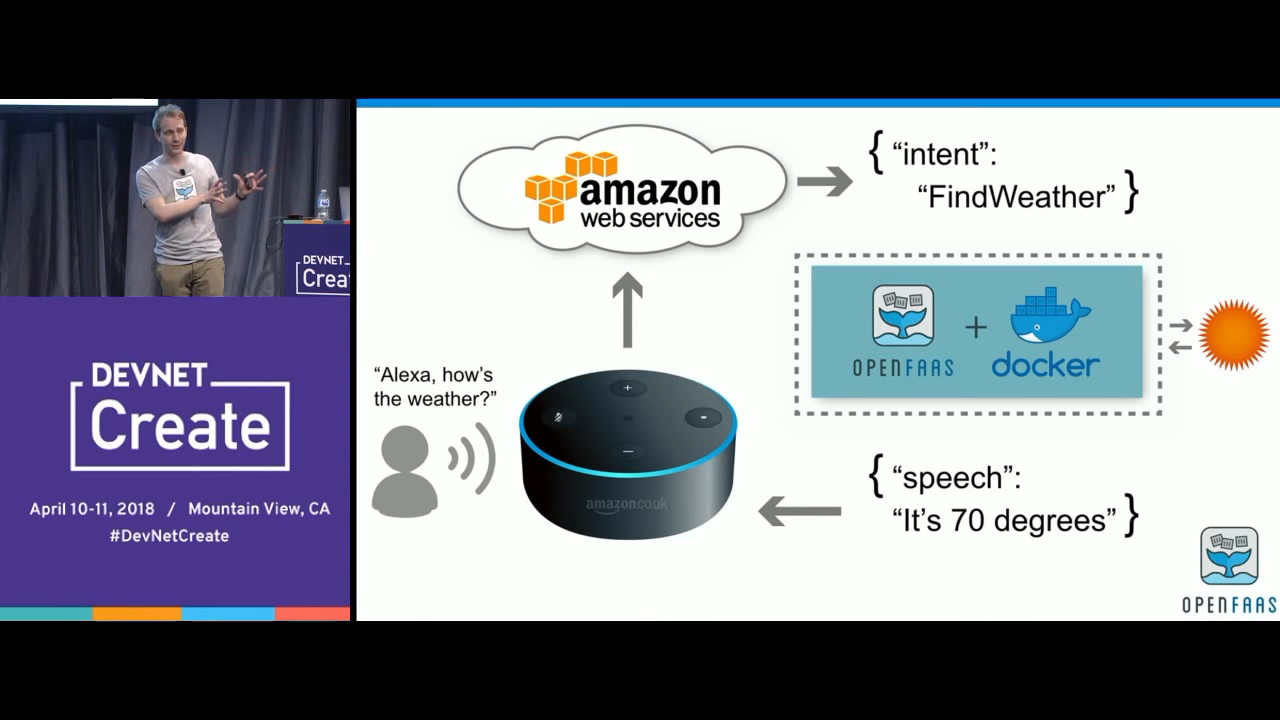 DEVNET
Create
DEVNET
Create
April 10-11, 2018 / Mountain View, CA
#DevNetCreate
amazon
web services
{ “intent”:
“FindWeather” }
OPENFAAS + docker
“Alexa, how’s
the weather?”
amazon.co.uk
{ “speech”:
“It’s 70 degrees” }
OPENFAAS